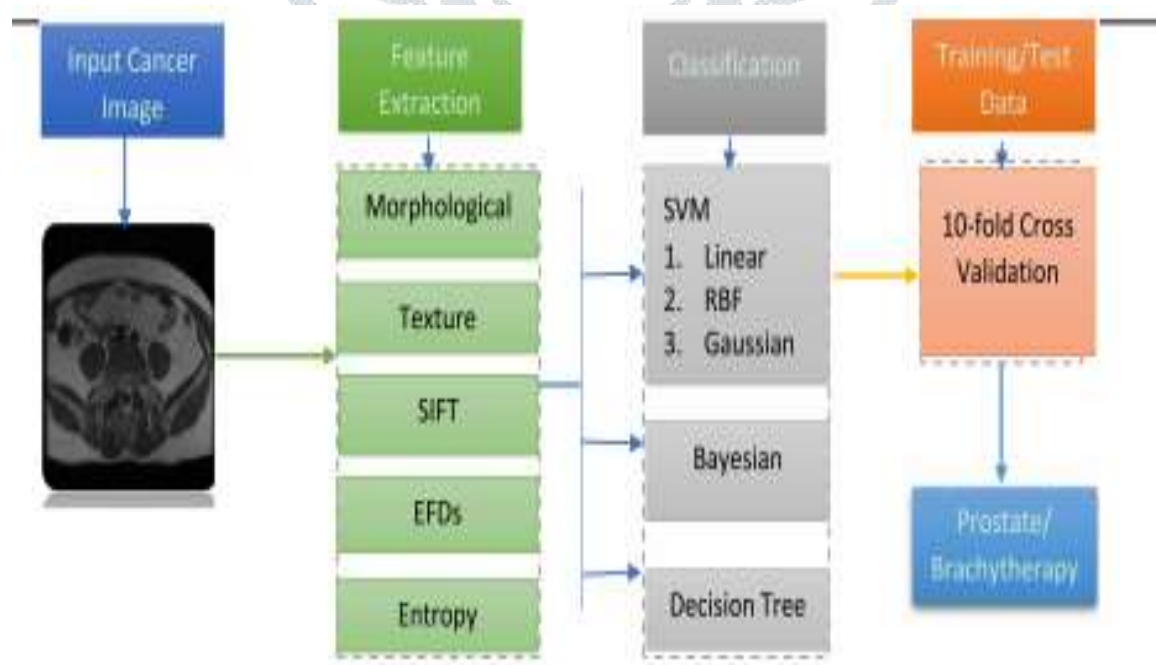 Input Cancer
Image
Feature
Extraction
Classification
Training/Test
Data
Morphological
Texture
SIFT
EFDs
Entropy
SVM
1. Linear
2. RBF
3. Gaussian
Bayesian
Decision Tree
10-fold Cross
Validation
Prostate/
Brachytherapy